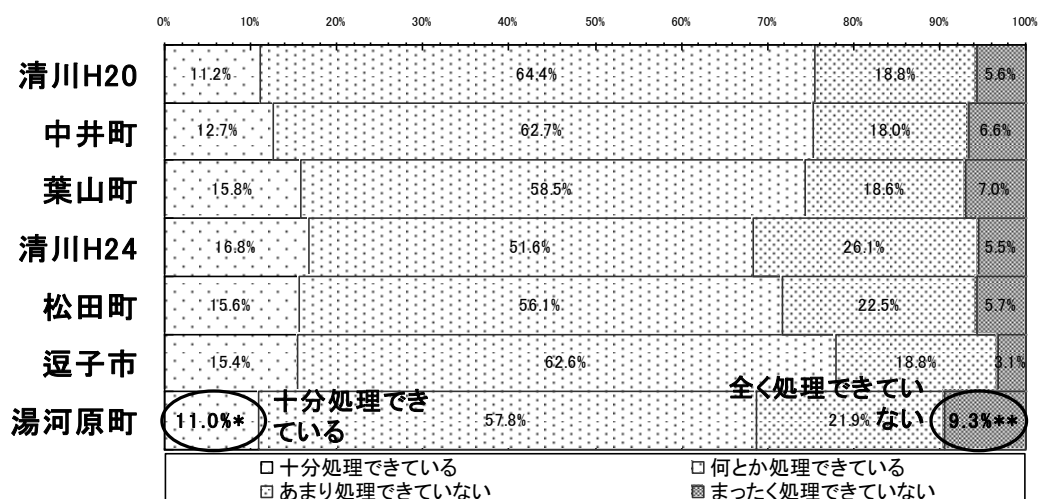 0% 10% 20% 30% 40% 50% 60% 70% 80% 90% 100%
清川H20 11.2% 64.4% 18.8% 5.6%
中井町 12.7% 62.7% 18.0% 6.6%
葉山町 15.8% 58.5% 18.6% 7.0%
清川H24 16.8% 51.6% 26.1% 5.5%
松田町 15.6% 56.1% 22.5% 5.7%
逗子市 15.4% 62.6% 18.8% 3.1%
湯河原町 11.0%* 57.8% 21.9% 9.3%**
十分処理でき
ている
全く処理できてい
ない
十分処理できている 何とか処理できている
あまり処理できていない まったく処理できていない